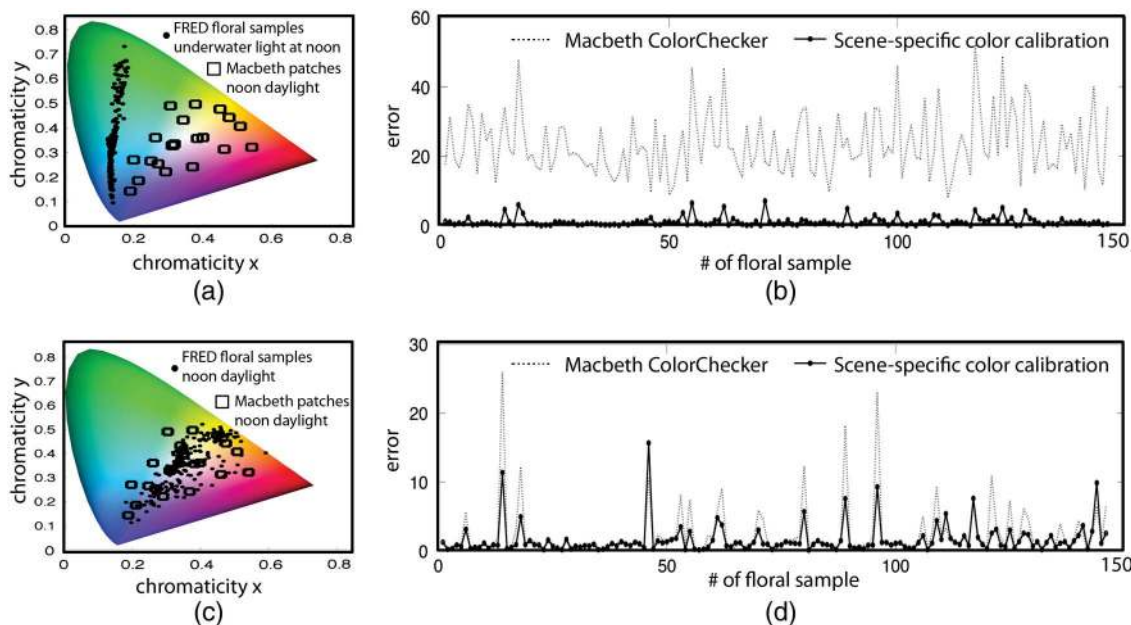 0.8
0.7
0.6
0.5
0.4
0.3
0.2
0.1
0
chromaticity y
FRED floral samples
underwater light at noon
Macbeth patches
noon daylight
0 0.2 0.4 0.6 0.8
chromaticity x
(a)
60
40
20
0
error
Macbeth ColorChecker
Scene-specific color calibration
0 50 100 150
# of floral sample
(b)
0.8
0.7
0.6
0.5
0.4
0.3
0.2
0.1
0
chromaticity y
FRED floral samples
noon daylight
Macbeth patches
noon daylight
0 0.2 0.4 0.6 0.8
chromaticity x
(c)
30
20
10
0
error
Macbeth ColorChecker
Scene-specific color calibration
0 50 100 150
# of floral sample
(d)